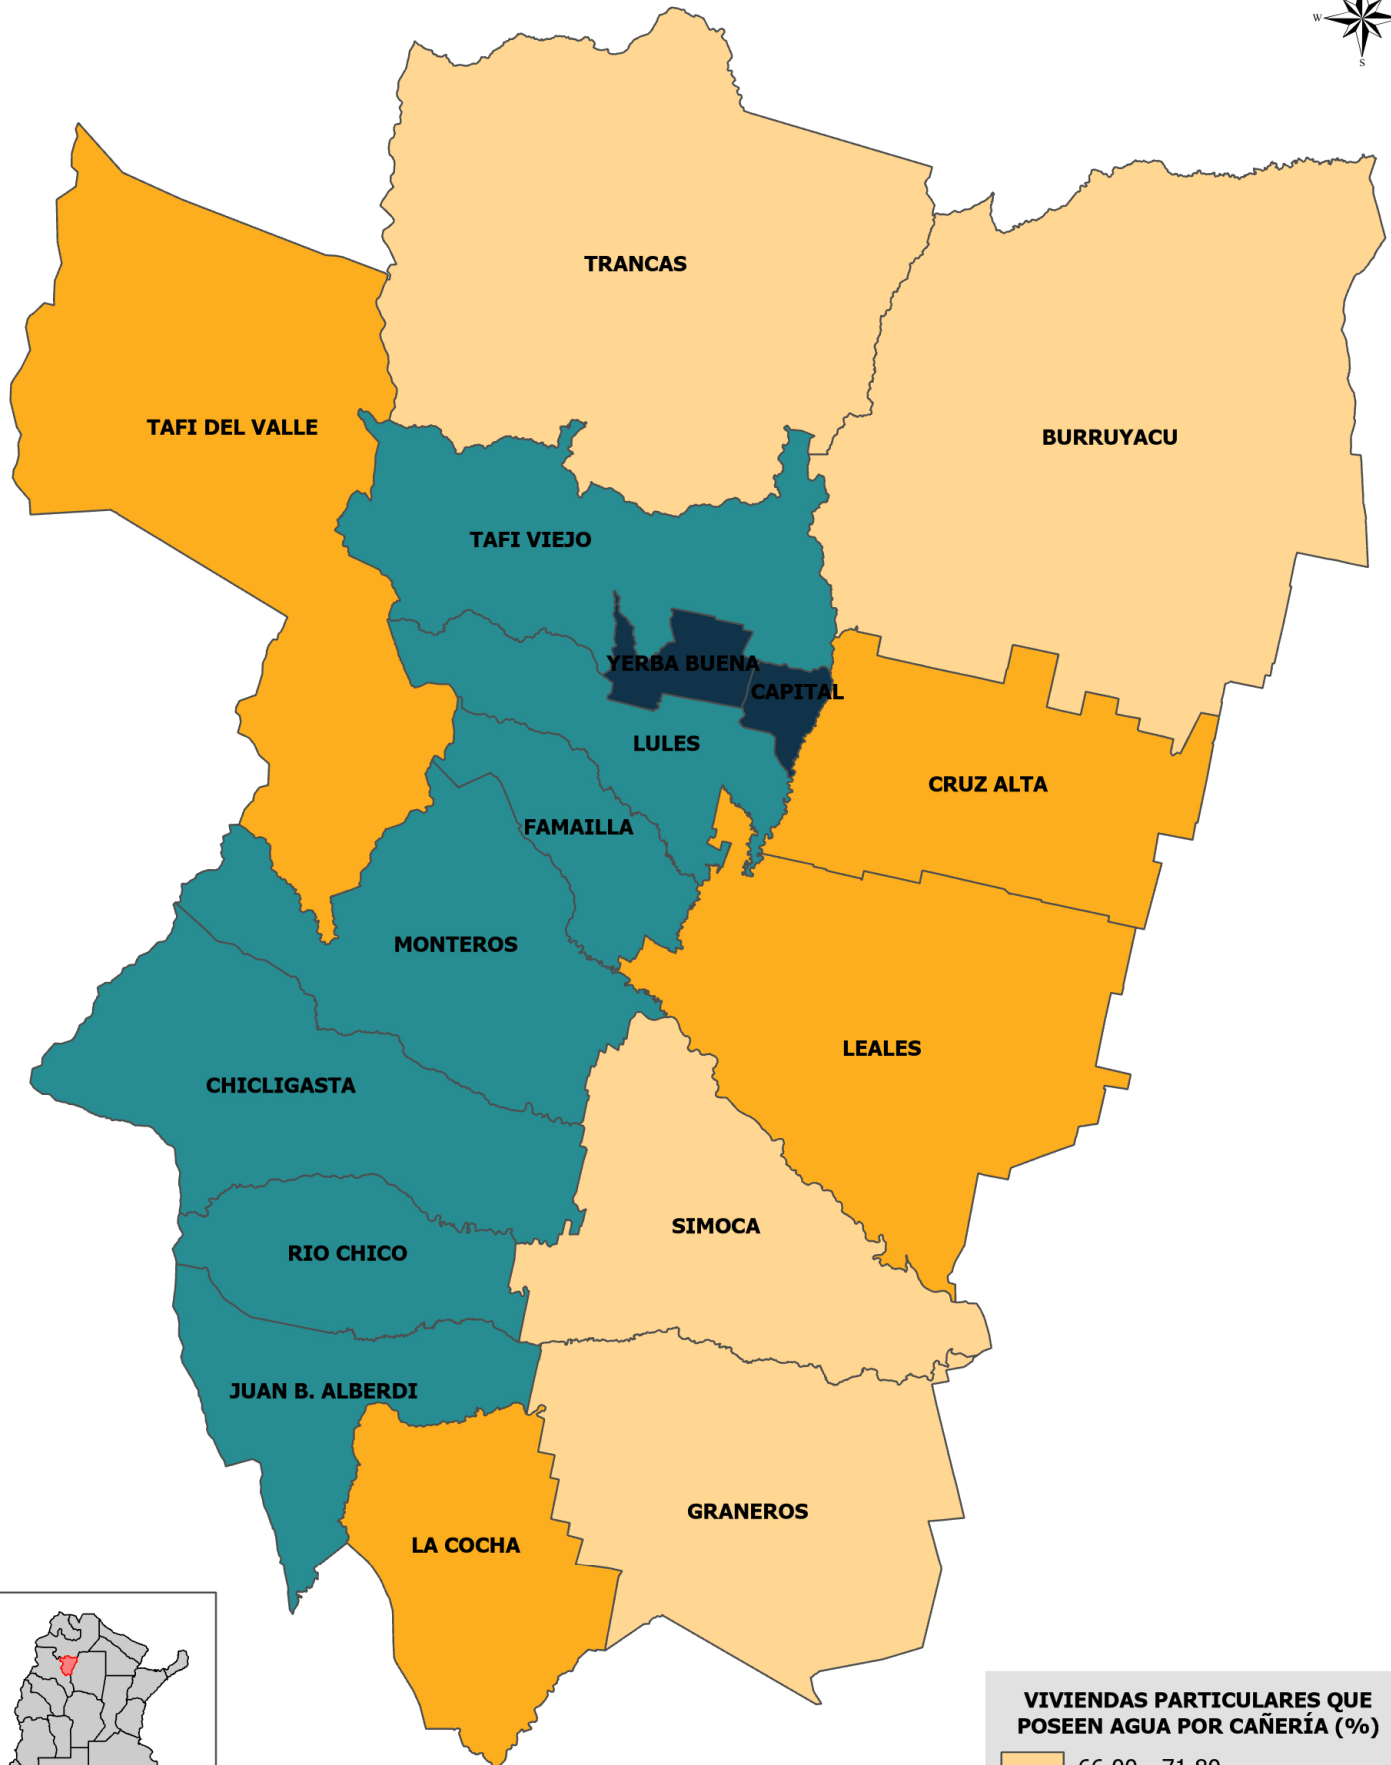 W
S
TRANCAS
TAFI DEL VALLE
BURRUYACU
TAFI VIEJO
YERBA BUENA
CAPITAL
LULES
CRUZ ALTA
FAMAILLA
MONTEROS
LEALES
CHICLIGASTA
SIMOCA
RIO CHICO
JUAN B. ALBERDI
GRANEROS
LA COCHA
VIVIENDAS PARTICULARES QUE
POSEEN AGUA POR CAÑERÍA (%)